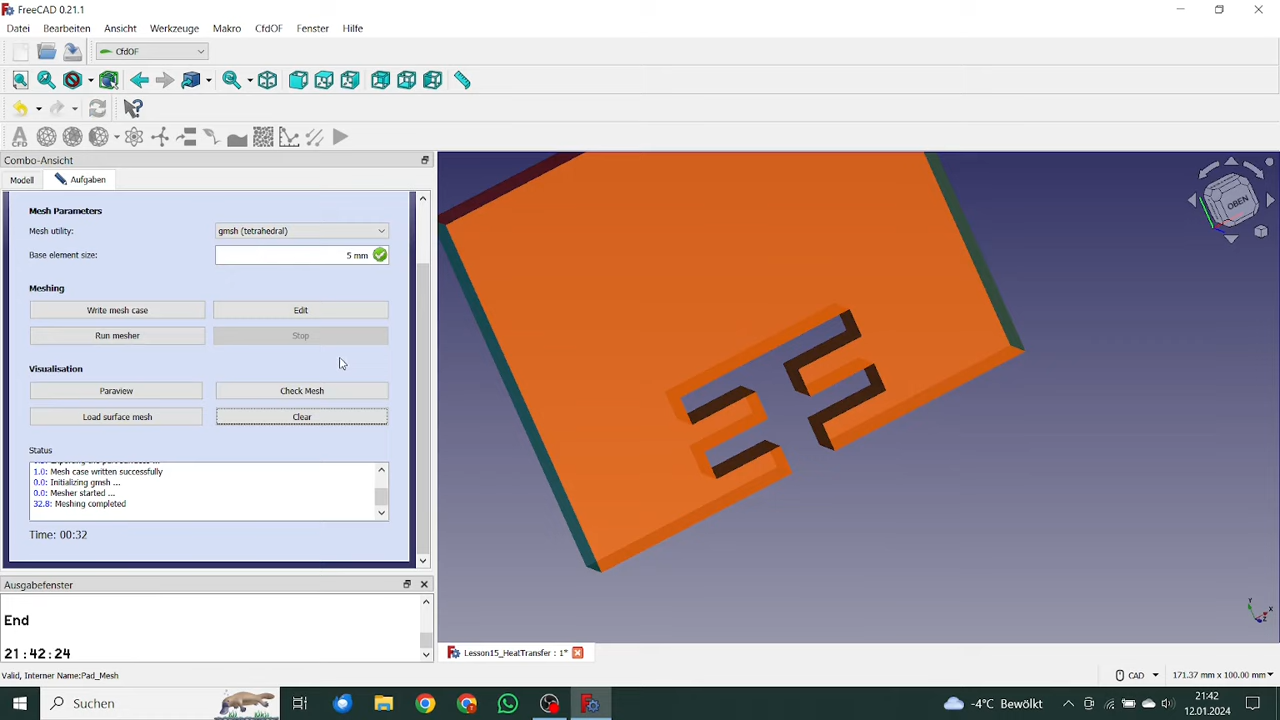 FreeCAD 0.21.1
Datei Bearbeiten Ansicht Werkzeuge Makro CfdOF Fenster Hilfe
CfdOF
Combo-Ansicht
Modell Aufgaben
Mesh Parameters
Mesh utility: gmsh (tetrahedral)
Base element size: 5 mm
Meshing
Write mesh case Edit
Run mesher Stop
Visualisation
Paraview Check Mesh
Load surface mesh Clear
Status
1.0: Mesh case written successfully
0.0: Initializing gmsh ...
0.0: Mesher started ...
32.8: Meshing completed
Time: 00:32
Ausgabefenster
End
21:42:24
OBEN
Y
X
Lesson15_HeatTransfer : 1*
Valid, Interner Name:Pad_Mesh
CAD 171.37 mm x 100.00 mm
Suchen
-4°C Bewölkt
21:42
12.01.2024